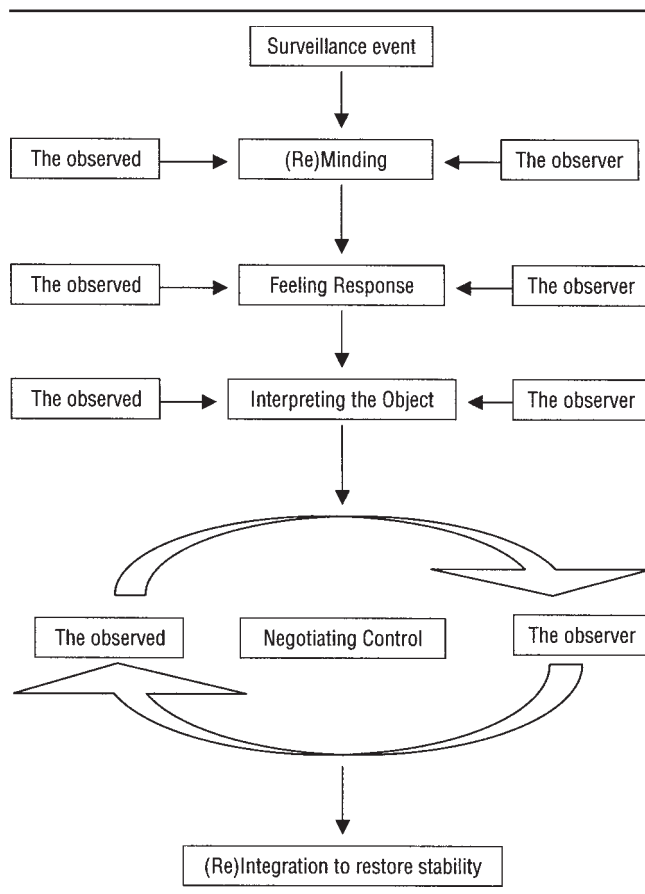 Surveillance event
The observed
(Re)Minding
The observer
The observed
Feeling Response
The observer
The observed
Interpreting the Object
The observer
The observed
Negotiating Control
The observer
(Re)Integration to restore stability